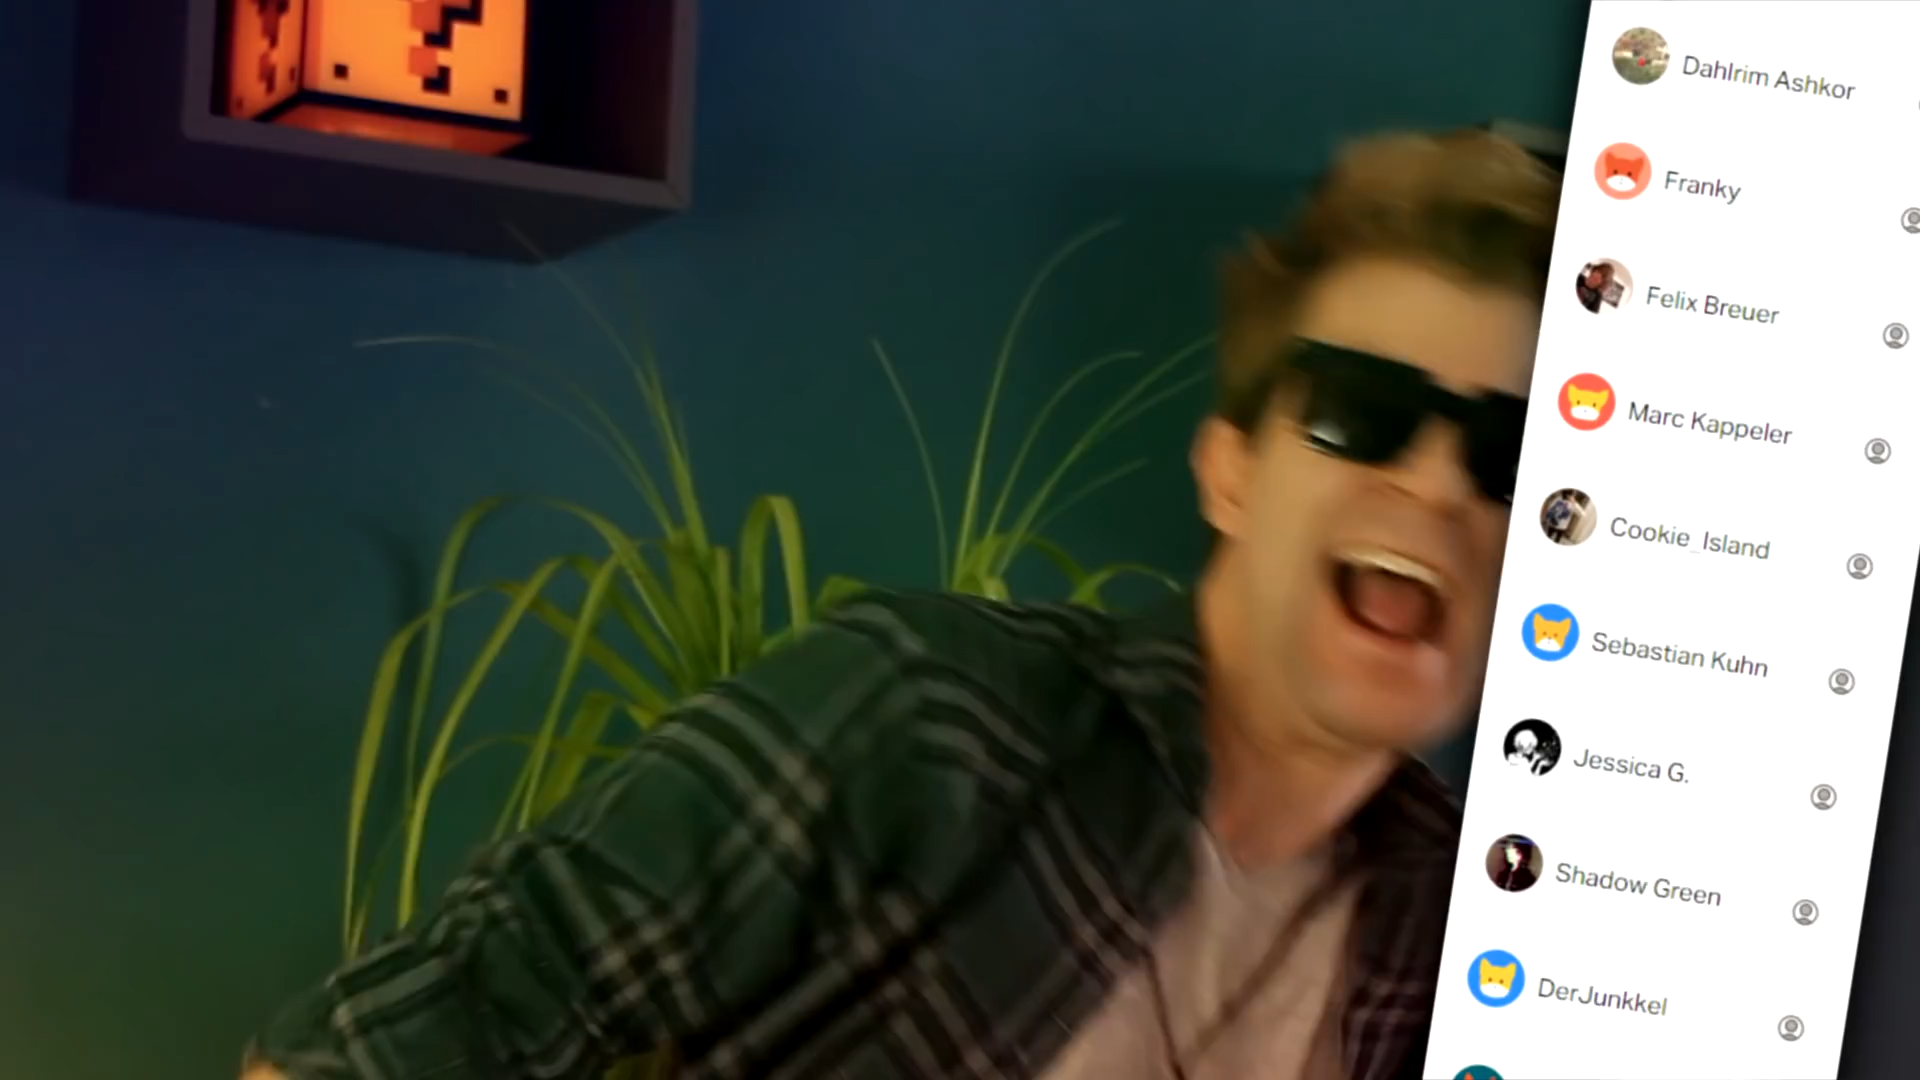 ?
Dahlrim Ashkor
Franky
Felix Breuer
Marc Kappeler
Cookie_Island
Sebastian Kuhn
Jessica G.
Shadow Green
DerJunkkel